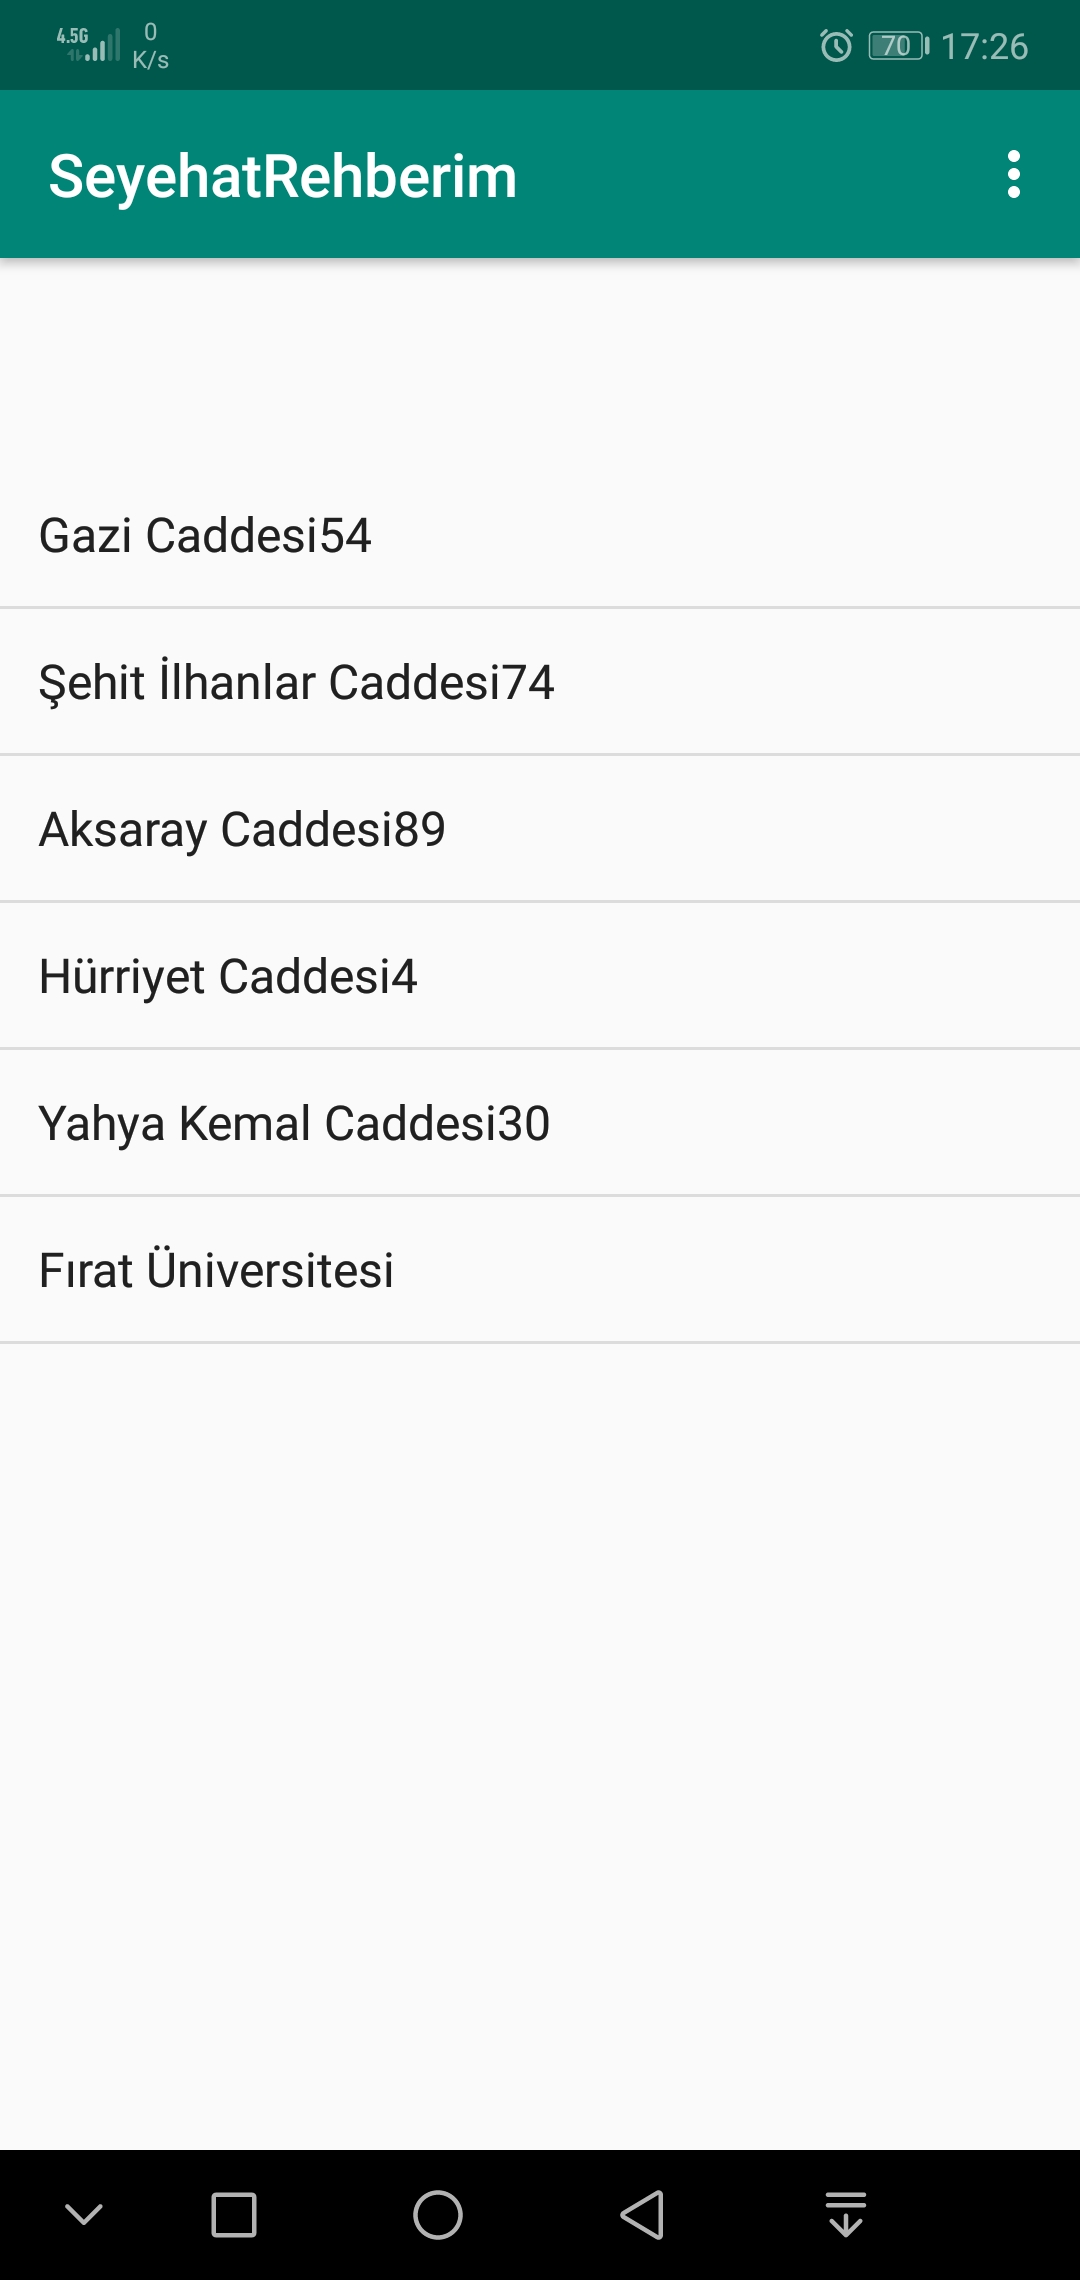 4.5G
0
K/s
70
17:26
SeyehatRehberim
Gazi Caddesi54
Şehit İlhanlar Caddesi74
Aksaray Caddesi89
Hürriyet Caddesi4
Yahya Kemal Caddesi30
Fırat Üniversitesi